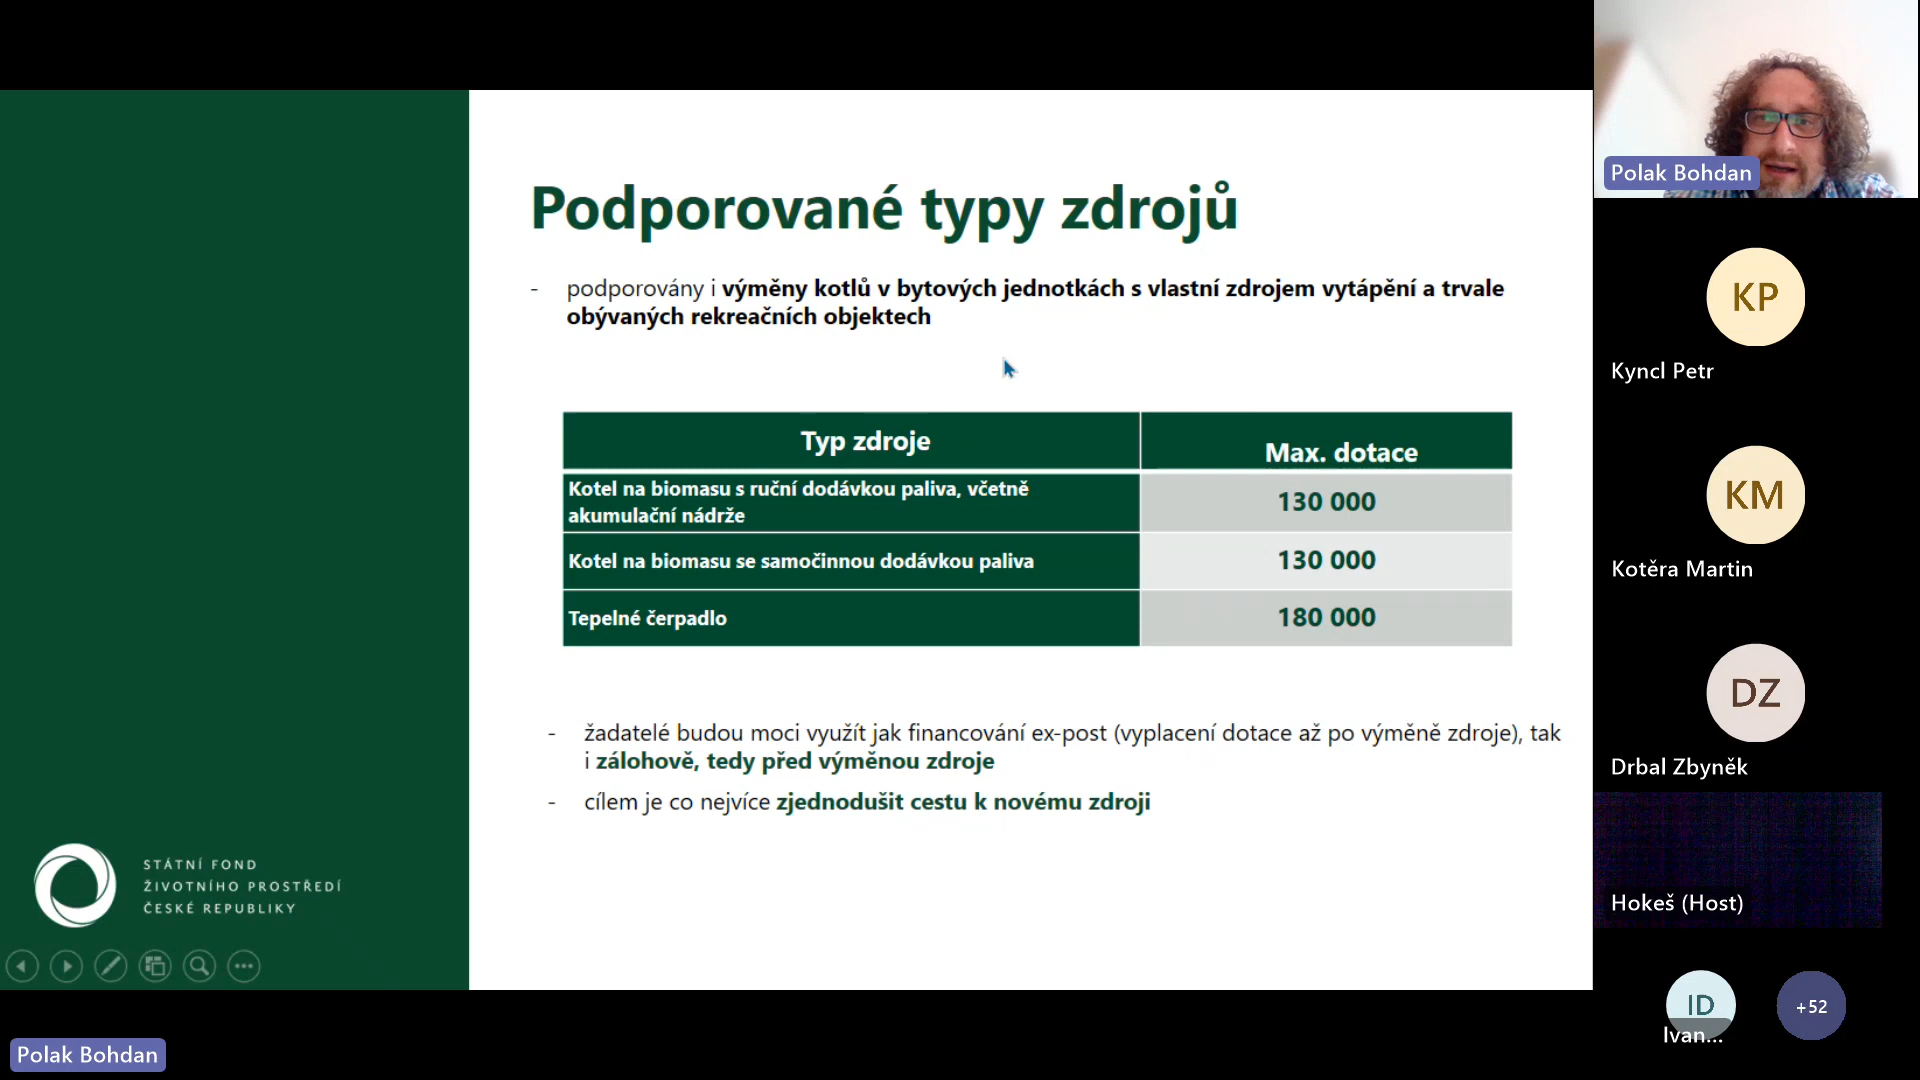 Podporované typy zdrojů
- podporovány i výměny kotlů v bytových jednotkách s vlastní zdrojem vytápění a trvale
obývaných rekreačních objektech
Typ zdroje
Max. dotace
Kotel na biomasu s ruční dodávkou paliva, včetně
akumulační nádrže
130 000
Kotel na biomasu se samočinnou dodávkou paliva
130 000
Tepelné čerpadlo
180 000
- žadatelé budou moci využít jak financování ex-post (vyplacení dotace až po výměně zdroje), tak
i zálohově, tedy před výměnou zdroje
- cílem je co nejvíce zjednodušit cestu k novému zdroji
STÁTNÍ FOND
ŽIVOTNÍHO PROSTŘEDÍ
ČESKÉ REPUBLIKY
Polak Bohdan
Polak Bohdan
KP
Kyncl Petr
KM
Kotěra Martin
DZ
Drbal Zbyněk
Hokeš (Host)
ID
Ivan...
+52